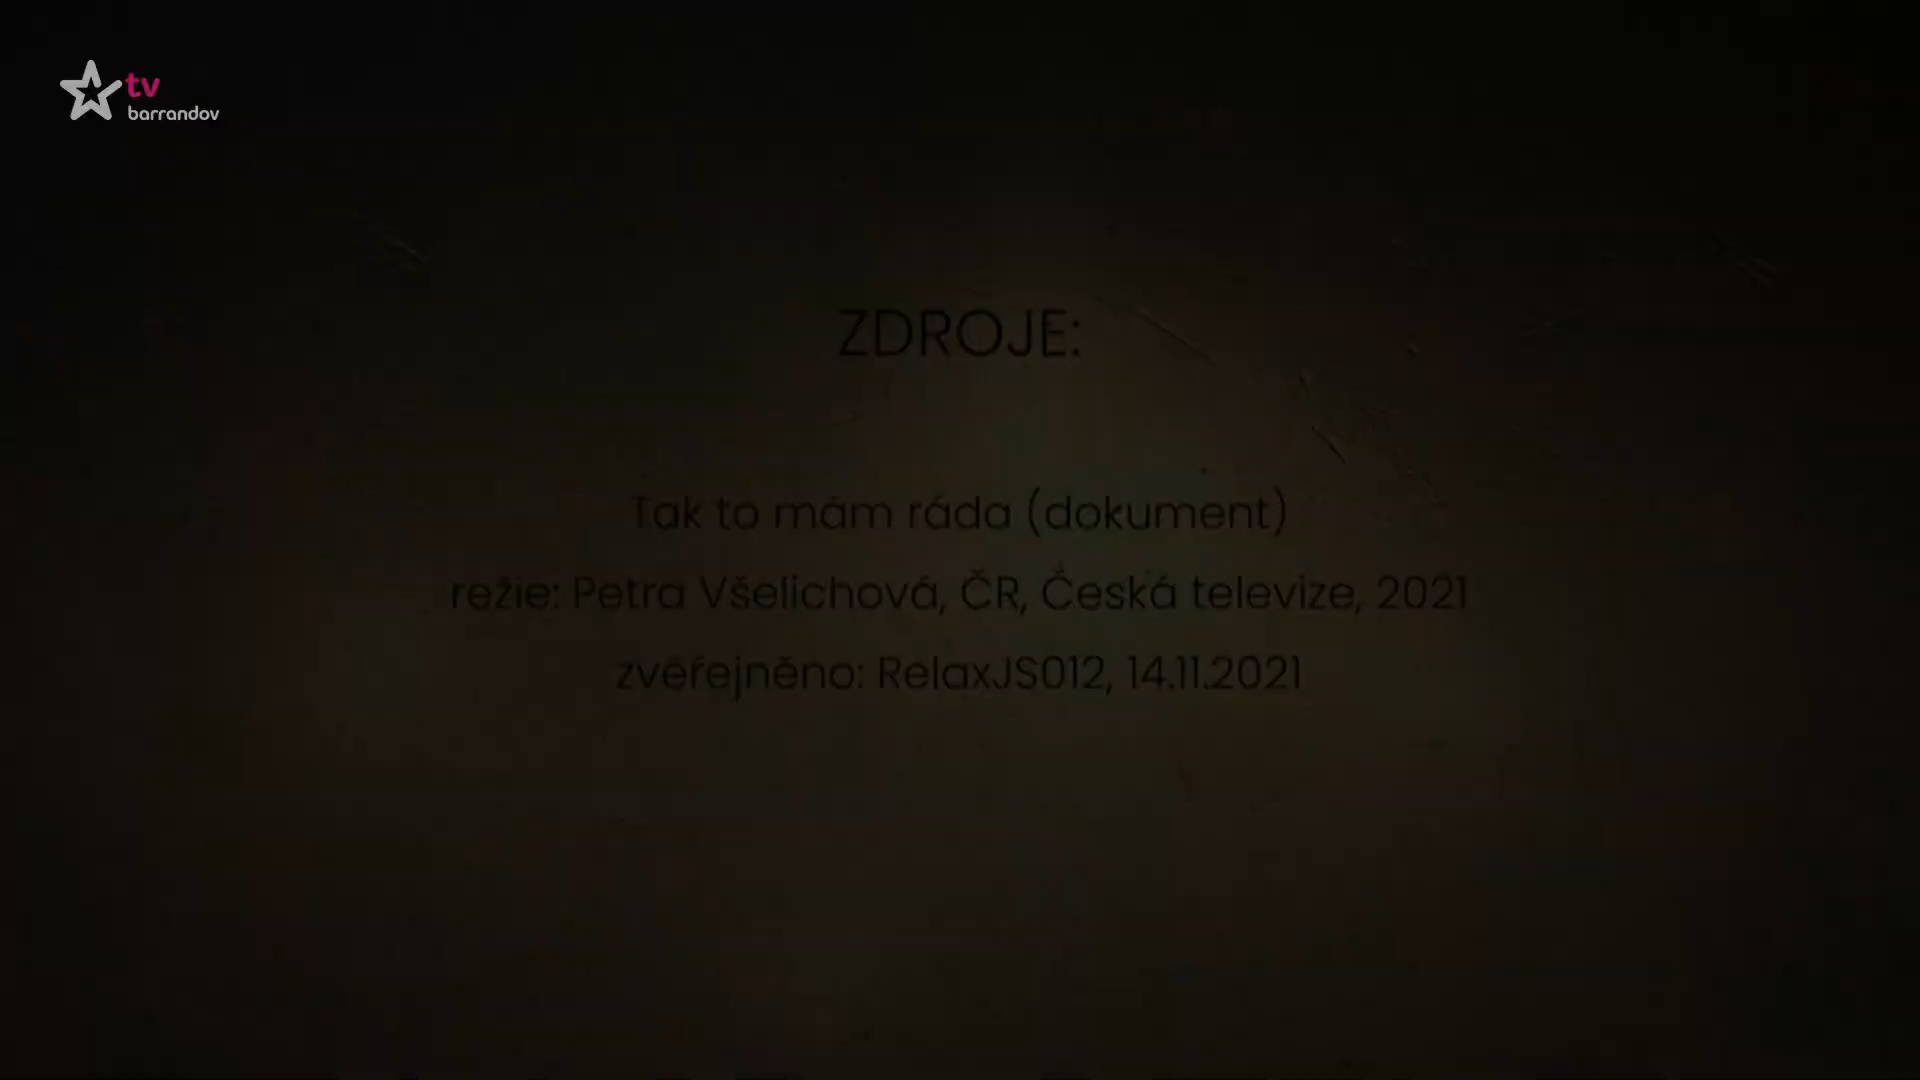 tv
barrandov
ZDROJE:
Tak to mám ráda (dokument)
režie: Petra Všelichová, ČR, Česká televize, 2021
zveřejněno: RelaxJS012, 14.11.2021